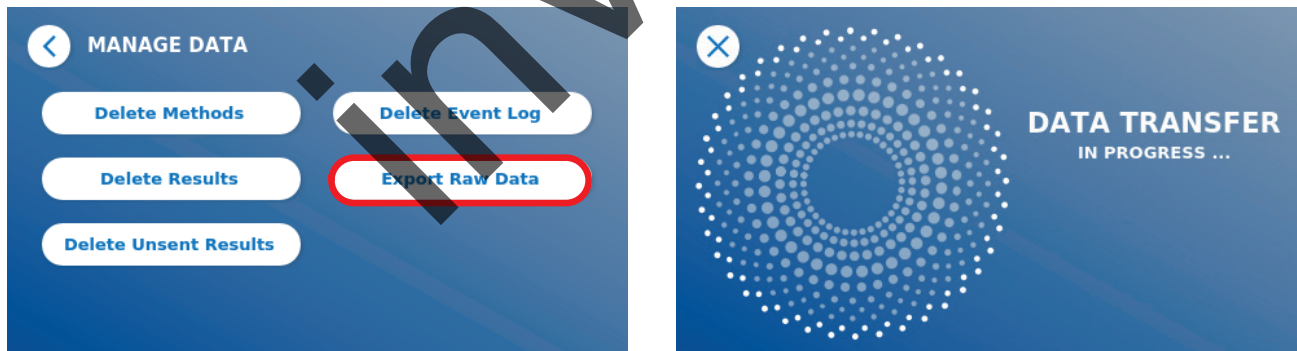 MANAGE DATA
Delete Methods
Delete Event Log
Delete Results
Export Raw Data
Delete Unsent Results
DATA TRANSFER
IN PROGRESS ...